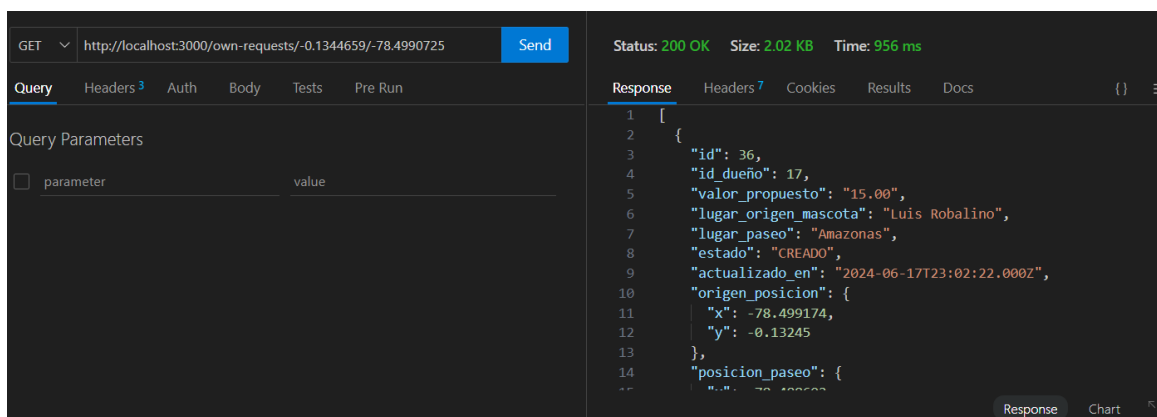 GET http://localhost:3000/own-requests/-0.1344659/-78.4990725 Send
Query Headers 3 Auth Body Tests Pre Run
Query Parameters
parameter value
Status: 200 OK Size: 2.02 KB Time: 956 ms
Response Headers 7 Cookies Results Docs { }
1 [
2 {
3 "id": 36,
4 "id_dueño": 17,
5 "valor_propuesto": "15.00",
6 "lugar_origen_mascota": "Luis Robalino",
7 "lugar_paseo": "Amazonas",
8 "estado": "CREADO",
9 "actualizado_en": "2024-06-17T23:02:22.000Z",
10 "origen_posicion": {
11 "x": -78.499174,
12 "y": -0.13245
13 },
14 "posicion_paseo": {
Response Chart